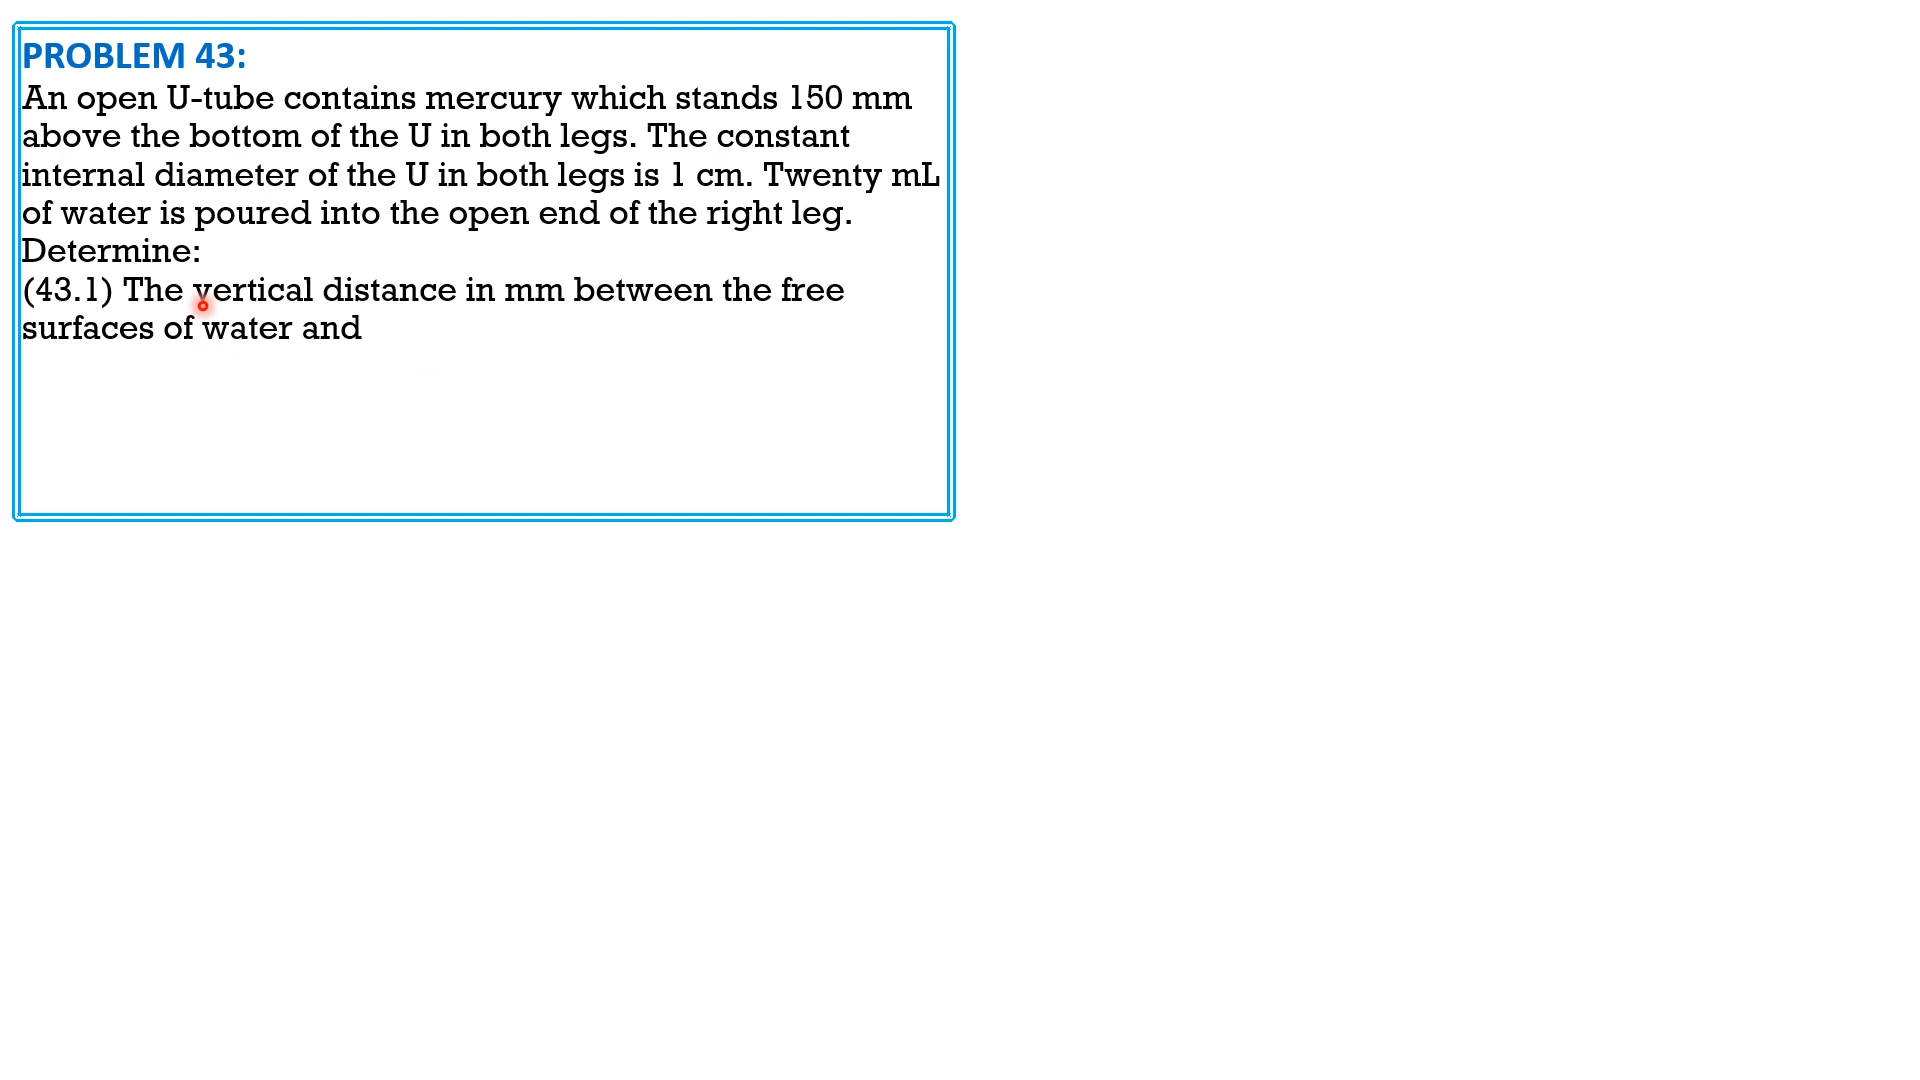 PROBLEM 43:
An open U-tube contains mercury which stands 150 mm
above the bottom of the U in both legs. The constant
internal diameter of the U in both legs is 1 cm. Twenty mL
of water is poured into the open end of the right leg.
Determine:
(43.1) The vertical distance in mm between the free
surfaces of water and